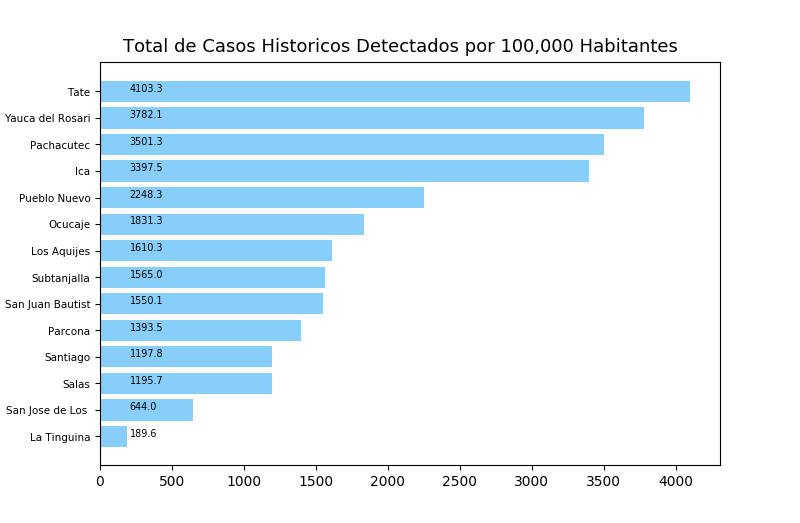 Total de Casos Historicos Detectados por 100,000 Habitantes
Tate 4103.3
Yauca del Rosari 3782.1
Pachacutec 3501.3
Ica 3397.5
Pueblo Nuevo 2248.3
Ocucaje 1831.3
Los Aquijes 1610.3
Subtanjalla 1565.0
San Juan Bautist 1550.1
Parcona 1393.5
Santiago 1197.8
Salas 1195.7
San Jose de Los 644.0
La Tinguina 189.6
0 500 1000 1500 2000 2500 3000 3500 4000